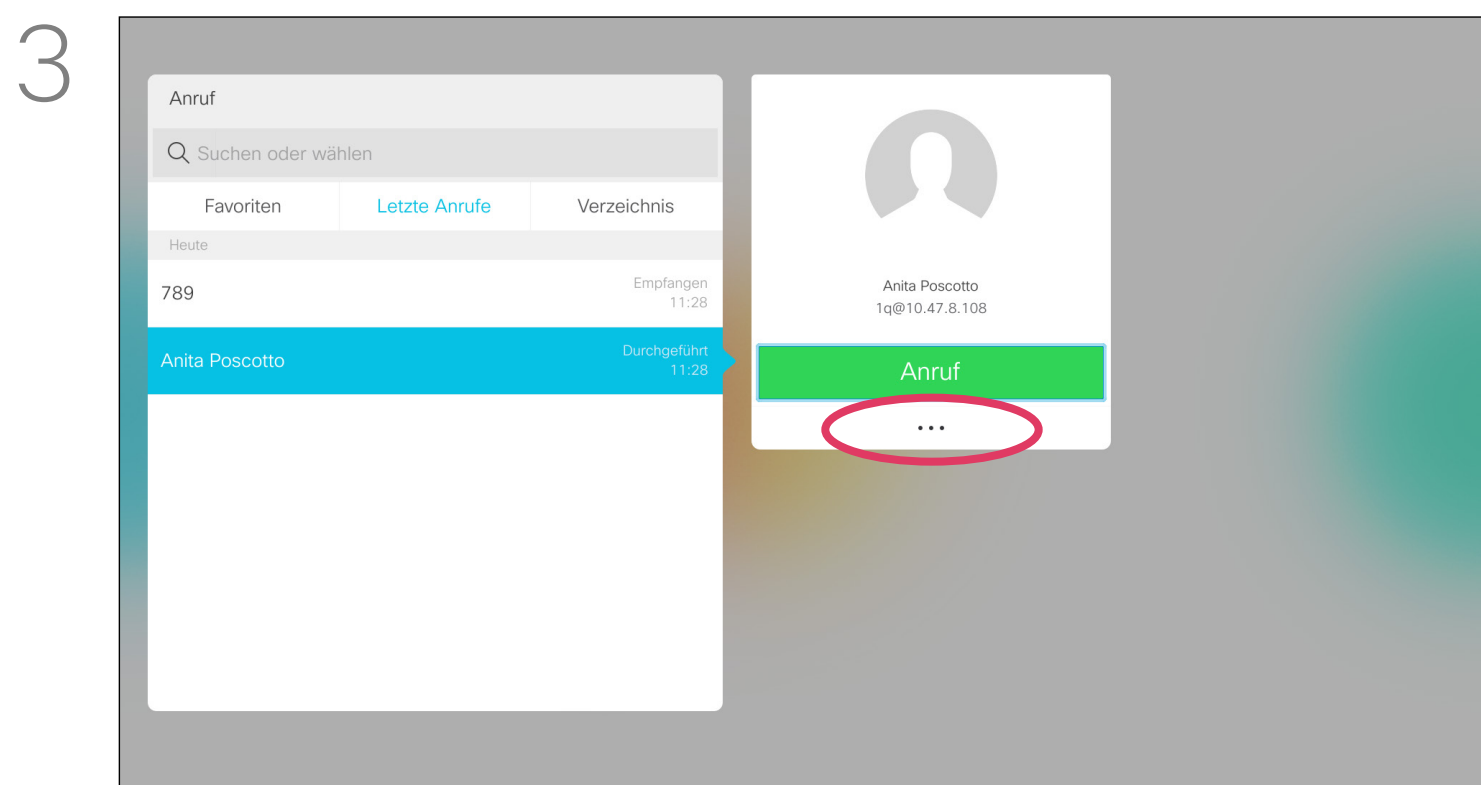 3
Anruf
Suchen oder wählen
Favoriten Letzte Anrufe Verzeichnis
Heute
789
Empfangen
11:28
Anita Poscotto
Durchgeführt
11:28
Anita Poscotto
1q@10.47.8.108
Anruf
...